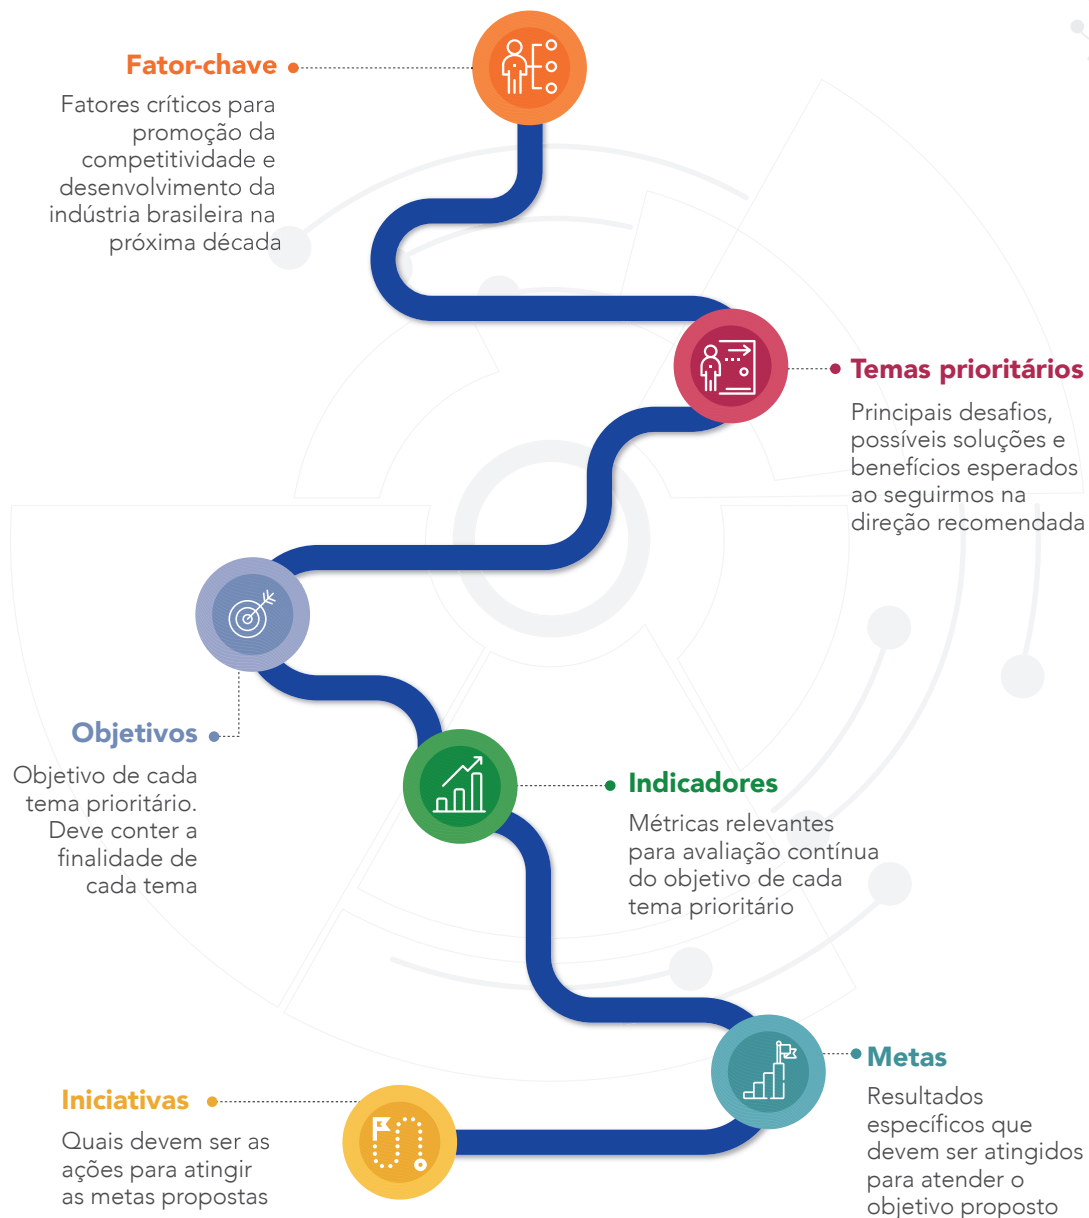 Fator-chave
Fatores críticos para
promoção da
competitividade e
desenvolvimento da
indústria brasileira na
próxima década
Temas prioritários
Principais desafios,
possíveis soluções e
benefícios esperados
ao seguirmos na
direção recomendada
Objetivos
Objetivo de cada
tema prioritário.
Deve conter a
finalidade de
cada tema
Indicadores
Métricas relevantes
para avaliação contínua
do objetivo de cada
tema prioritário
Metas
Resultados
específicos que
devem ser atingidos
para atender o
objetivo proposto
Iniciativas
Quais devem ser as
ações para atingir
as metas propostas